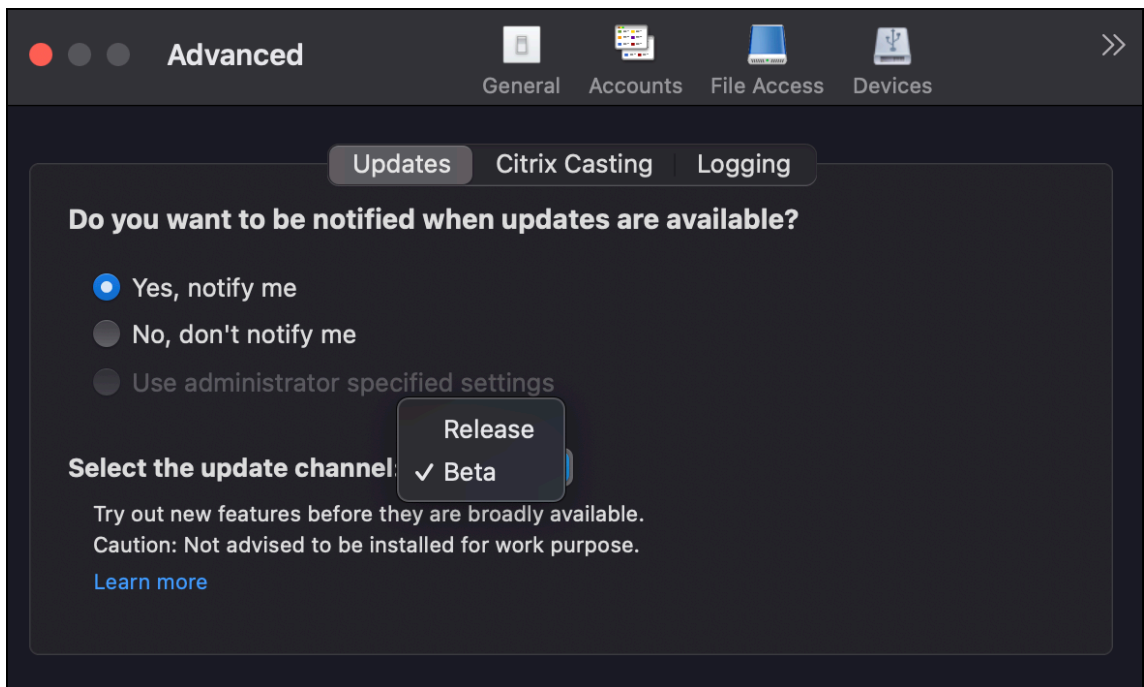 Advanced
General Accounts File Access Devices
Updates Citrix Casting Logging
Do you want to be notified when updates are available?
Yes, notify me
No, don't notify me
Use administrator specified settings
Release
Select the update channel:
Beta
Try out new features before they are broadly available.
Caution: Not advised to be installed for work purpose.
Learn more